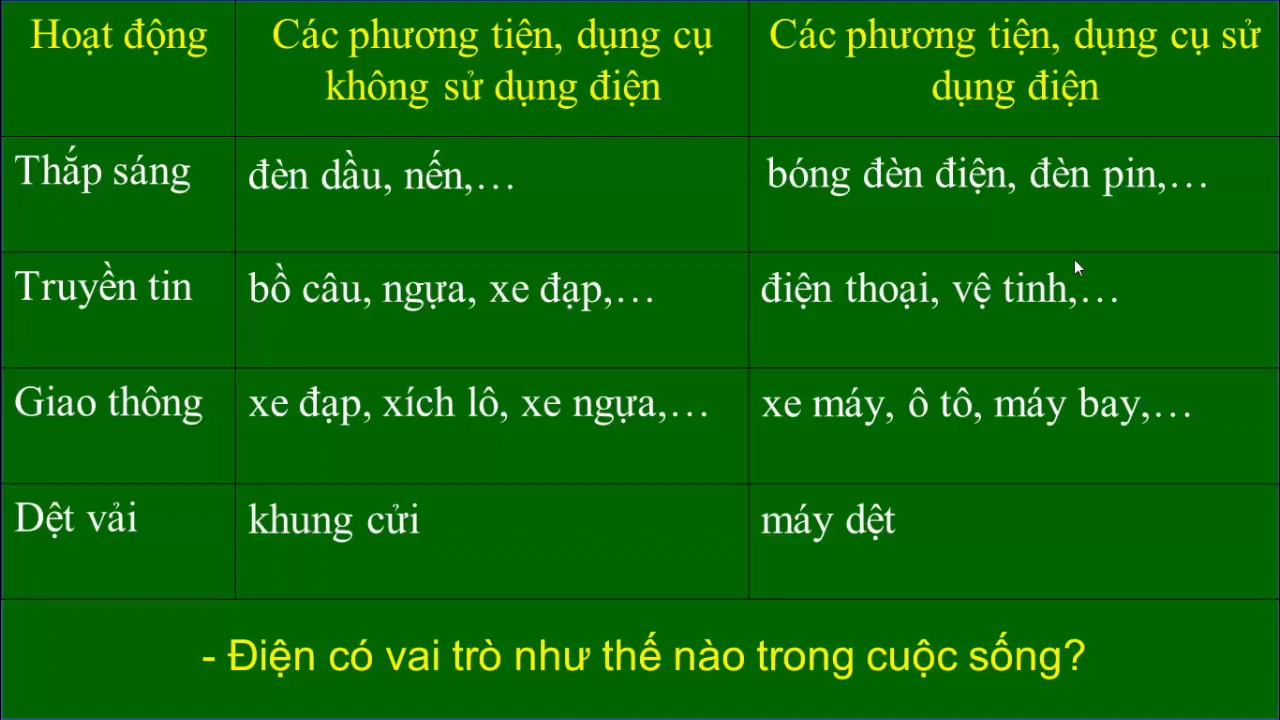 Hoạt động
Các phương tiện, dụng cụ
không sử dụng điện
Các phương tiện, dụng cụ sử
dụng điện
Thắp sáng
đèn dầu, nến,…
bóng đèn điện, đèn pin,…
Truyền tin
bồ câu, ngựa, xe đạp,…
điện thoại, vệ tinh,…
Giao thông
xe đạp, xích lô, xe ngựa,…
xe máy, ô tô, máy bay,…
Dệt vải
khung cửi
máy dệt
- Điện có vai trò như thế nào trong cuộc sống?